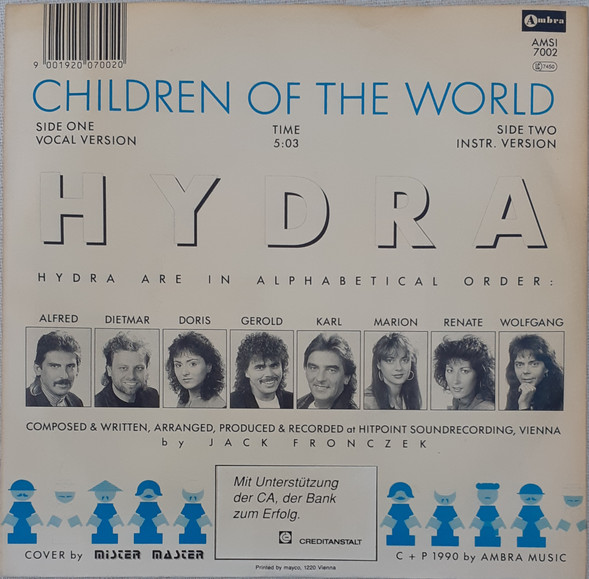 Ambra
AMSI
7002
7450
9 001920 070020
CHILDREN OF THE WORLD
SIDE ONE
VOCAL VERSION
TIME
5:03
SIDE TWO
INSTR. VERSION
HYDRA
HYDRA ARE IN ALPHABETICAL ORDER:
ALFRED DIETMAR DORIS GEROLD KARL MARION RENATE WOLFGANG
COMPOSED & WRITTEN, ARRANGED, PRODUCED & RECORDED at HITPOINT SOUNDRECORDING, VIENNA
by JACK FRONCZEK
Mit Unterstützung
der CA, der Bank
zum Erfolg.
CREDITANSTALT
COVER by MISTER MASTER
C + P 1990 by AMBRA MUSIC
Printed by mayco, 1220 Vienna